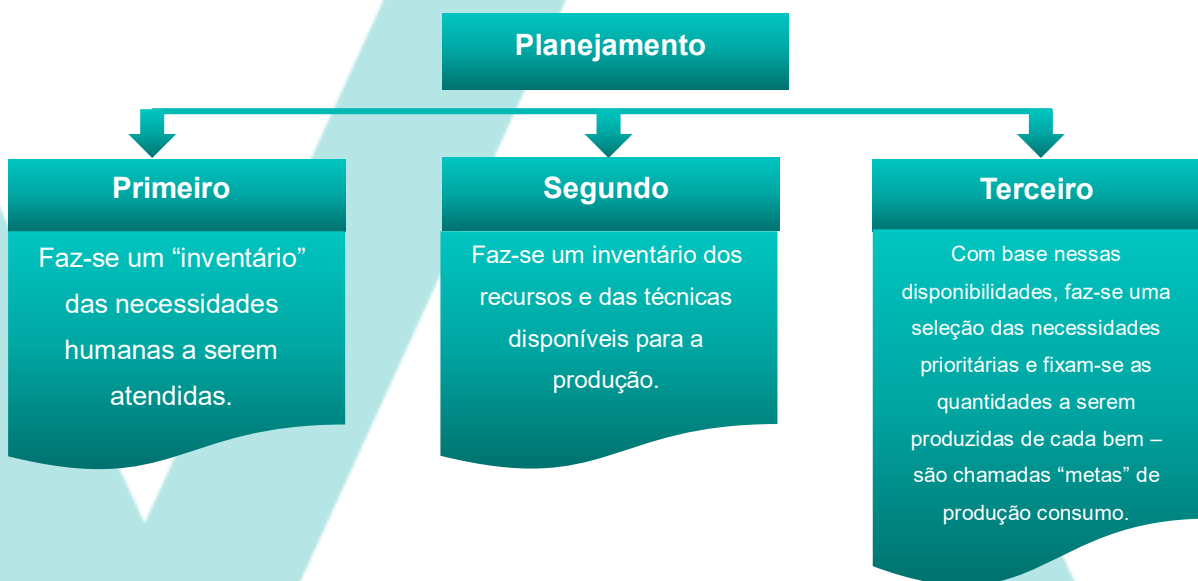 Planejamento
Primeiro
Faz-se um “inventário”
das necessidades
humanas a serem
atendidas.
Segundo
Faz-se um inventário dos
recursos e das técnicas
disponíveis para a
produção.
Terceiro
Com base nessas
disponibilidades, faz-se uma
seleção das necessidades
prioritárias e fixam-se as
quantidades a serem
produzidas de cada bem –
são chamadas “metas” de
produção consumo.